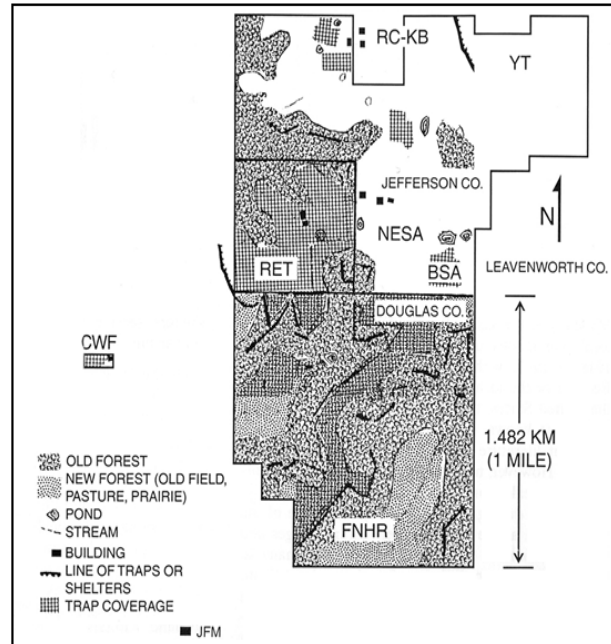 RC-KB
YT
JEFFERSON CO.
N
NESA
RET
BSA
LEAVENWORTH CO.
DOUGLAS CO.
CWF
1.482 KM
(1 MILE)
OLD FOREST
NEW FOREST (OLD FIELD,
PASTURE, PRAIRIE)
POND
STREAM
BUILDING
LINE OF TRAPS OR
SHELTERS
TRAP COVERAGE
FNHR
JFM